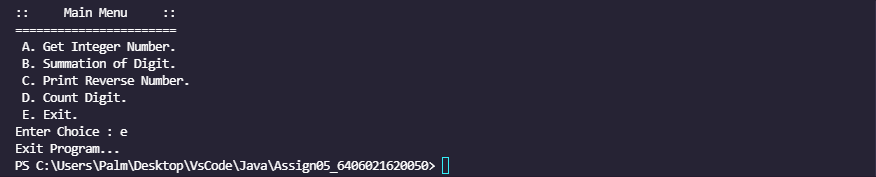 ::     Main Menu     ::
=======================
 A. Get Integer Number.
 B. Summation of Digit.
 C. Print Reverse Number.
 D. Count Digit.
 E. Exit.
Enter Choice : e
Exit Program...
PS C:\Users\Palm\Desktop\VsCode\Java\Assign05_6406021620050>